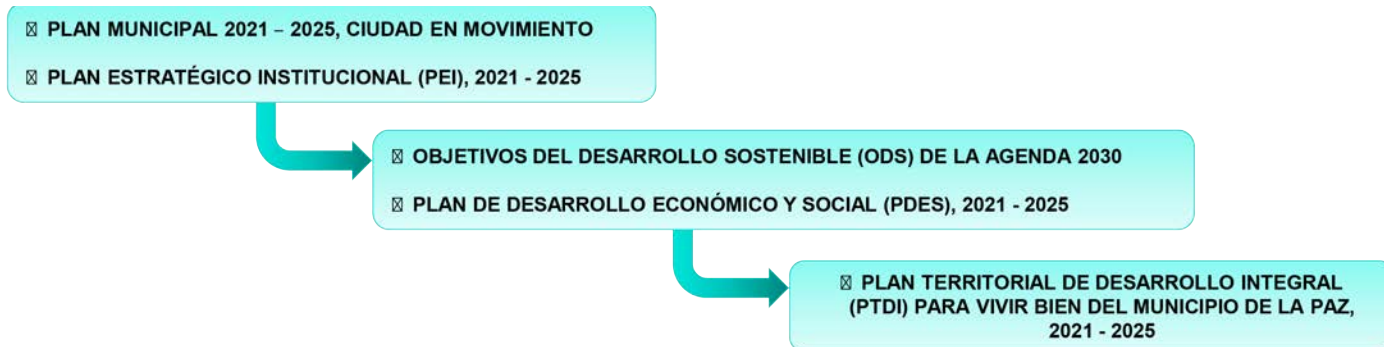 PLAN MUNICIPAL 2021 – 2025, CIUDAD EN MOVIMIENTO
PLAN ESTRATÉGICO INSTITUCIONAL (PEI), 2021 - 2025
OBJETIVOS DEL DESARROLLO SOSTENIBLE (ODS) DE LA AGENDA 2030
PLAN DE DESARROLLO ECONÓMICO Y SOCIAL (PDES), 2021 - 2025
PLAN TERRITORIAL DE DESARROLLO INTEGRAL
(PTDI) PARA VIVIR BIEN DEL MUNICIPIO DE LA PAZ,
2021 - 2025